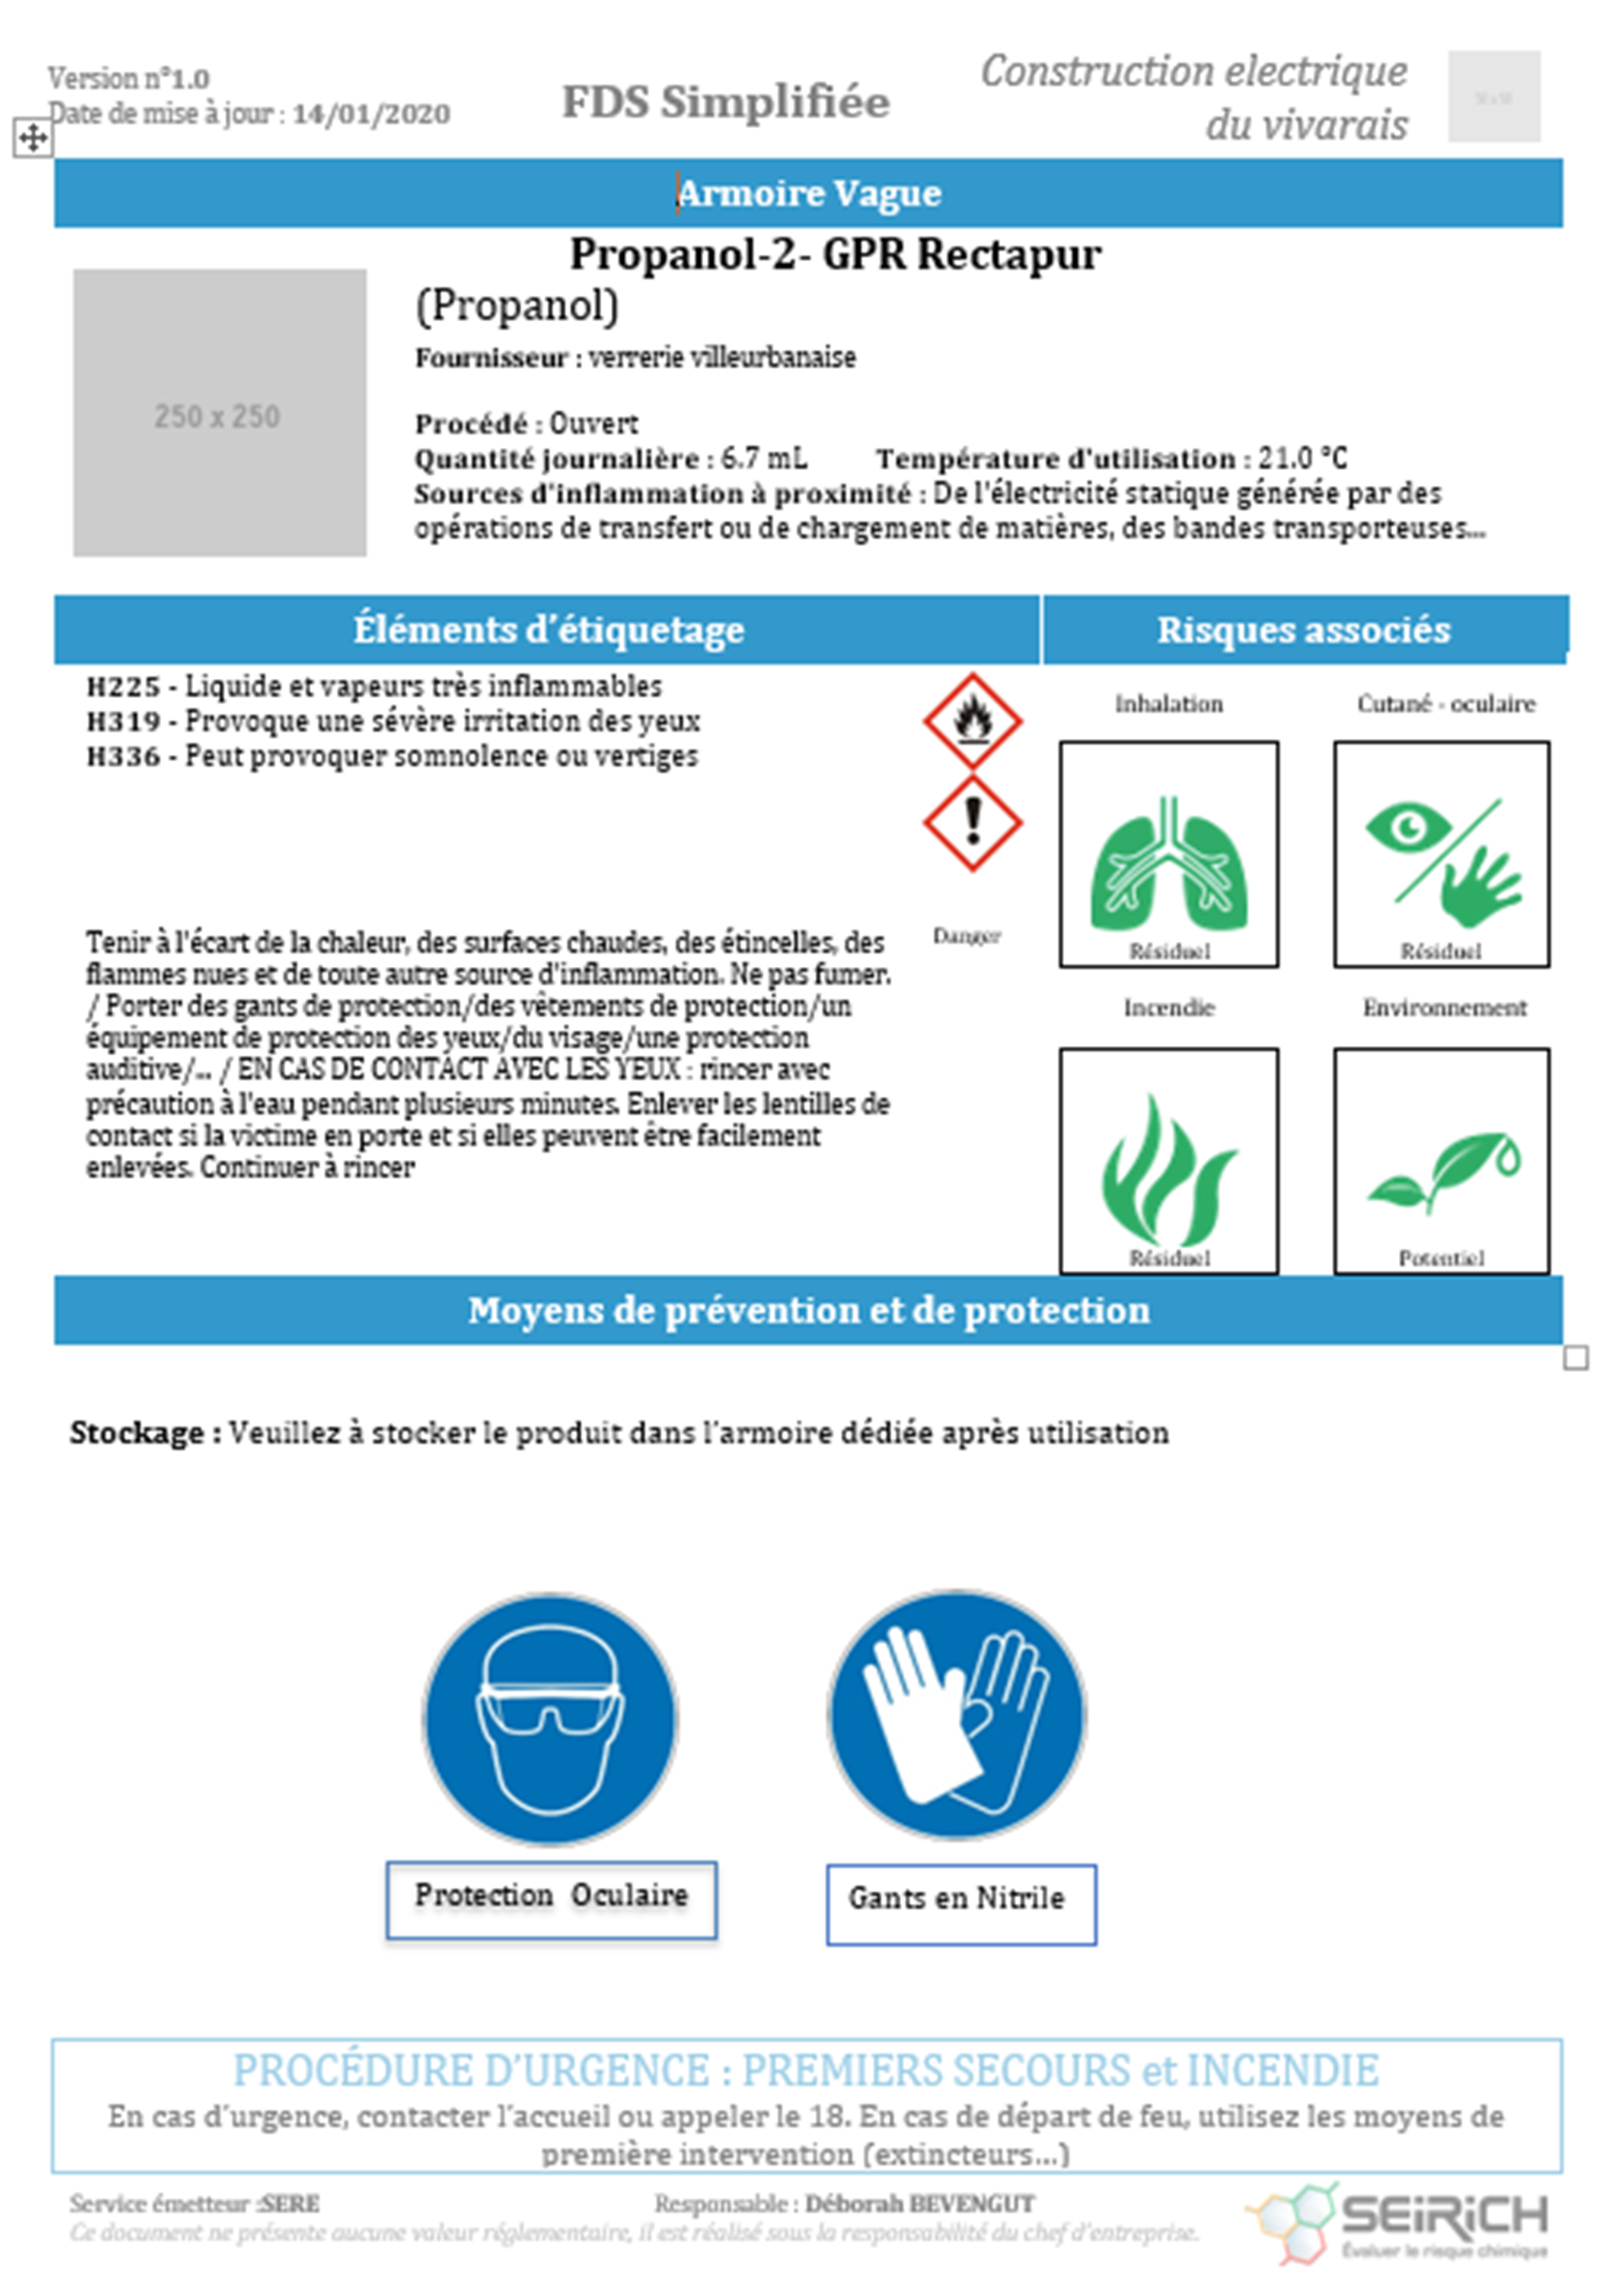 Version n°1.0
Date de mise à jour : 14/01/2020
FDS Simplifiée
Construction electrique
du vivarais
Armoire Vague
Propanol-2- GPR Rectapur
(Propanol)
250 x 250
Fournisseur : verrerie villeurbanaise
Procédé : Ouvert
Quantité journalière : 6.7 mL Température d'utilisation : 21.0 °C
Sources d'inflammation à proximité : De l'électricité statique générée par des
opérations de transfert ou de chargement de matières, des bandes transporteuses...
Éléments d'étiquetage
Risques associés
H225 - Liquide et vapeurs très inflammables
H319 - Provoque une sévère irritation des yeux
H336 - Peut provoquer somnolence ou vertiges
Danger
Tenir à l'écart de la chaleur, des surfaces chaudes, des étincelles, des
flammes nues et de toute autre source d'inflammation. Ne pas fumer.
/ Porter des gants de protection/des vêtements de protection/un
équipement de protection des yeux/du visage/une protection
auditive/... / EN CAS DE CONTACT AVEC LES YEUX : rincer avec
précaution à l'eau pendant plusieurs minutes. Enlever les lentilles de
contact si la victime en porte et si elles peuvent être facilement
enlevées. Continuer à rincer
Inhalation Cutané - oculaire
Résiduel Résiduel
Incendie Environnement
Résiduel Potentiel
Moyens de prévention et de protection
Stockage : Veuillez à stocker le produit dans l'armoire dédiée après utilisation
Protection Oculaire
Gants en Nitrile
PROCÉDURE D'URGENCE : PREMIERS SECOURS et INCENDIE
En cas d'urgence, contacter l'accueil ou appeler le 18. En cas de départ de feu, utilisez les moyens de
première intervention (extincteurs...)
Service émetteur :SERE Responsable : Déborah BEVENGUT
Ce document ne présente aucune valeur réglementaire, il est réalisé sous la responsabilité du chef d'entreprise.
SEiRiCH
Évaluer le risque chimique